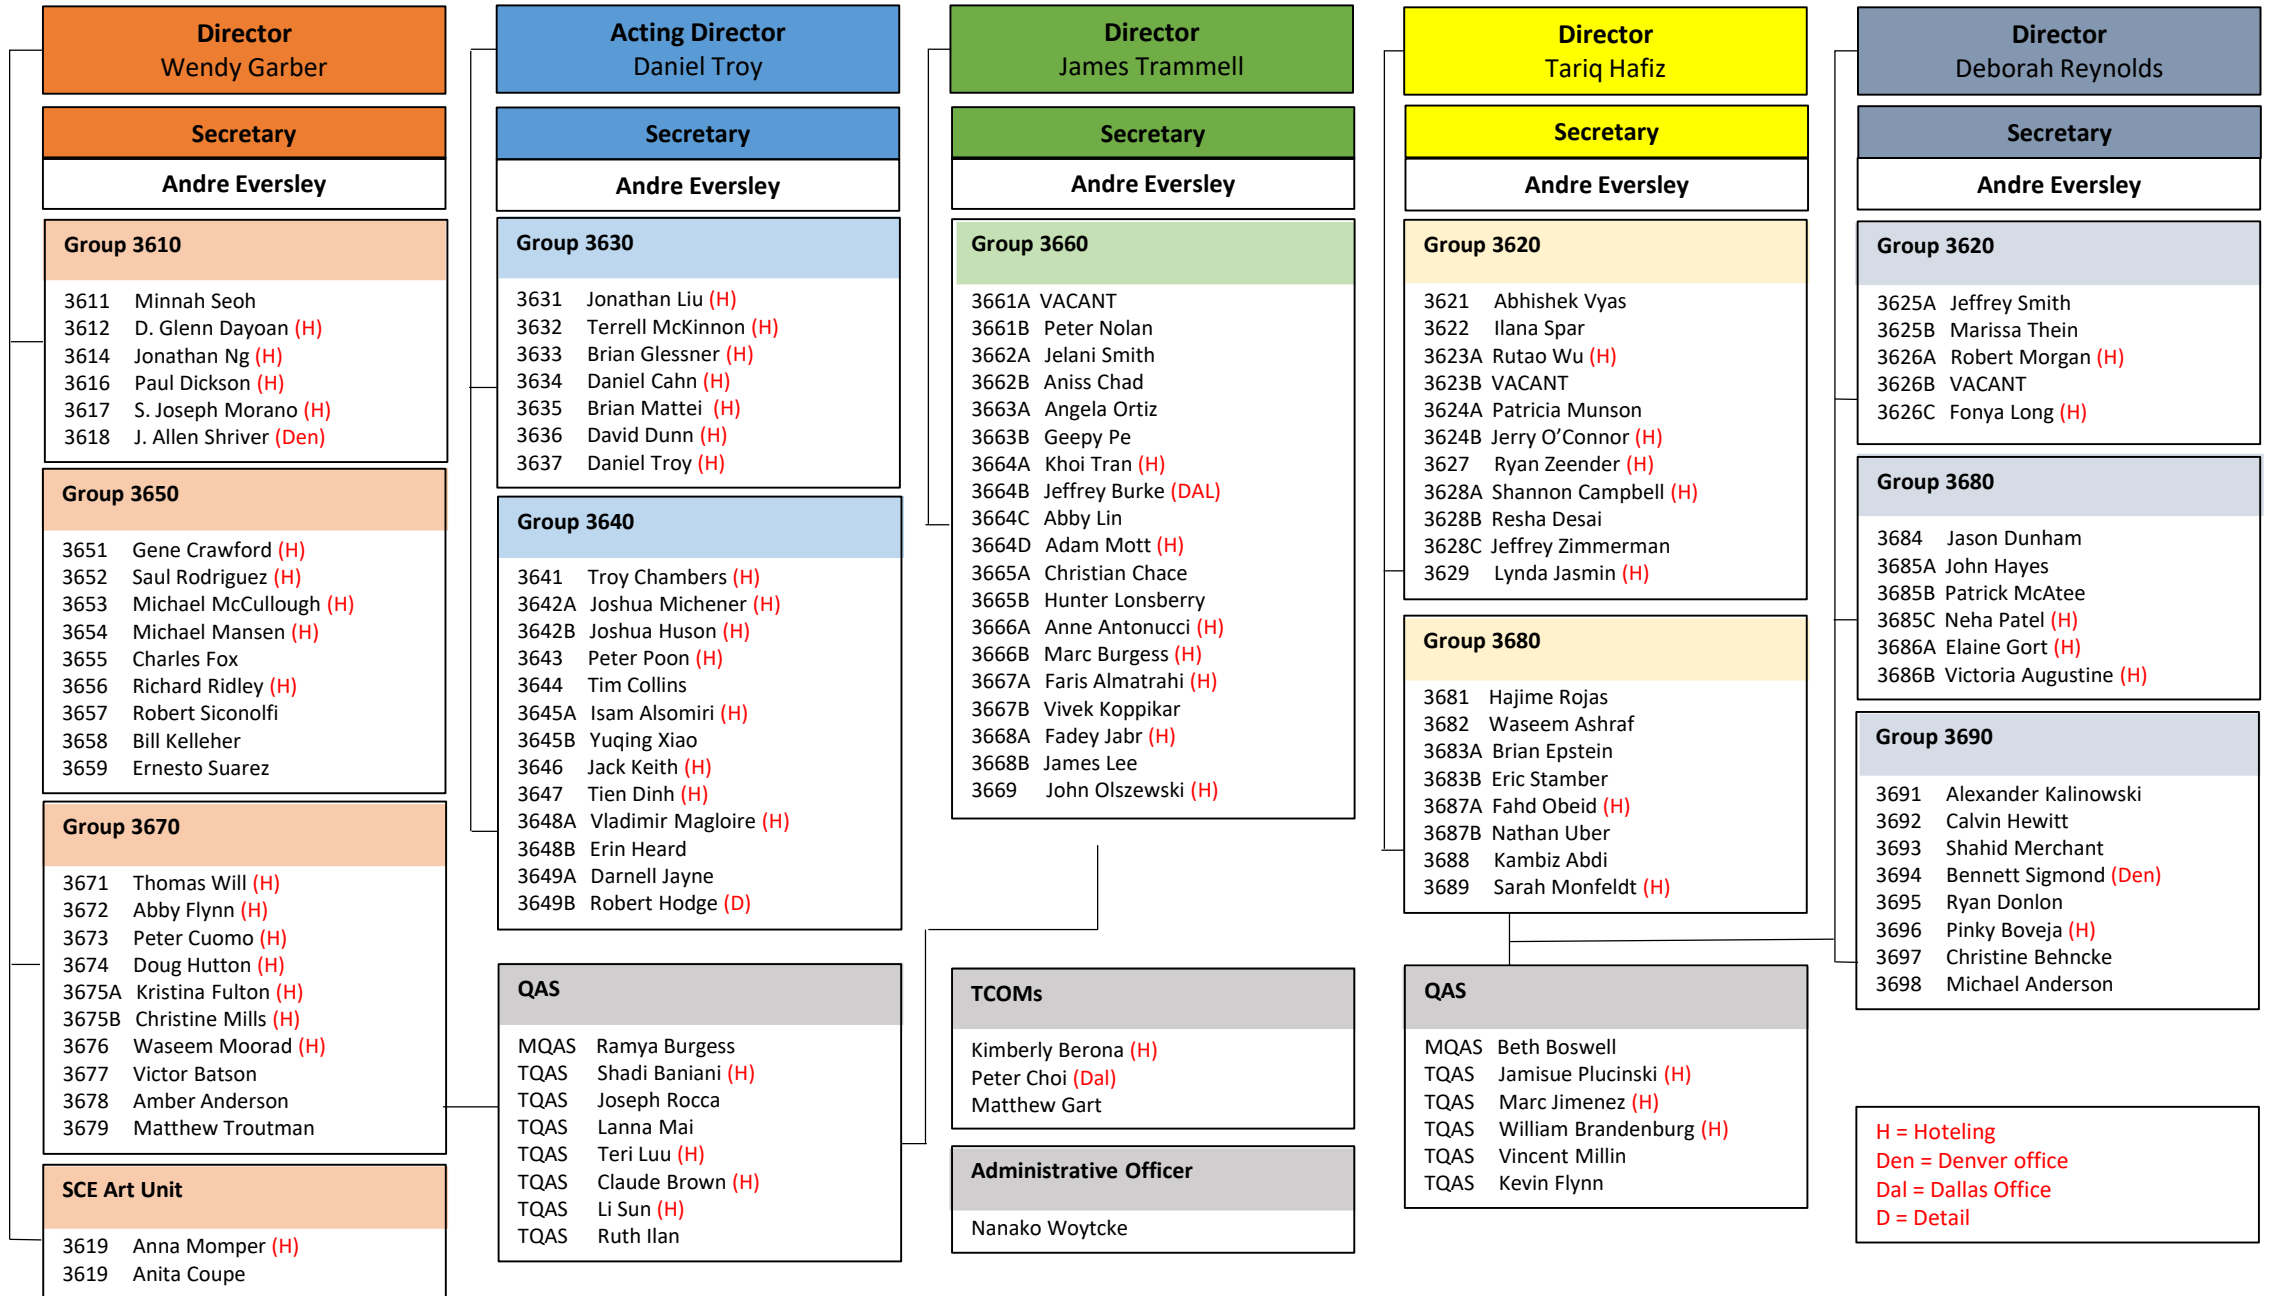 Director
Wendy Garber
Secretary
Andre Eversley
Group 3610
3611 Minnah Seoh
3612 D. Glenn Dayoan (H)
3614 Jonathan Ng (H)
3616 Paul Dickson (H)
3617 S. Joseph Morano (H)
3618 J. Allen Shriver (Den)
Group 3650
3651 Gene Crawford (H)
3652 Saul Rodriguez (H)
3653 Michael McCullough (H)
3654 Michael Mansen (H)
3655 Charles Fox
3656 Richard Ridley (H)
3657 Robert Siconolfi
3658 Bill Kelleher
3659 Ernesto Suarez
Group 3670
3671 Thomas Will (H)
3672 Abby Flynn (H)
3673 Peter Cuomo (H)
3674 Doug Hutton (H)
3675A Kristina Fulton (H)
3675B Christine Mills (H)
3676 Waseem Moorad (H)
3677 Victor Batson
3678 Amber Anderson
3679 Matthew Troutman
SCE Art Unit
3619 Anna Momper (H)
3619 Anita Coupe
Acting Director
Daniel Troy
Secretary
Andre Eversley
Group 3630
3631 Jonathan Liu (H)
3632 Terrell McKinnon (H)
3633 Brian Glessner (H)
3634 Daniel Cahn (H)
3635 Brian Mattei (H)
3636 David Dunn (H)
3637 Daniel Troy (H)
Group 3640
3641 Troy Chambers (H)
3642A Joshua Michener (H)
3642B Joshua Huson (H)
3643 Peter Poon (H)
3644 Tim Collins
3645A Isam Alsomiri (H)
3645B Yuqing Xiao
3646 Jack Keith (H)
3647 Tien Dinh (H)
3648A Vladimir Magloire (H)
3648B Erin Heard
3649A Darnell Jayne
3649B Robert Hodge (D)
QAS
MQAS Ramya Burgess
TQAS Shadi Baniani (H)
TQAS Joseph Rocca
TQAS Lanna Mai
TQAS Teri Luu (H)
TQAS Claude Brown (H)
TQAS Li Sun (H)
TQAS Ruth Ilan
Director
James Trammell
Secretary
Andre Eversley
Group 3660
3661A VACANT
3661B Peter Nolan
3662A Jelani Smith
3662B Aniss Chad
3663A Angela Ortiz
3663B Geepy Pe
3664A Khoi Tran (H)
3664B Jeffrey Burke (DAL)
3664C Abby Lin
3664D Adam Mott (H)
3665A Christian Chace
3665B Hunter Lonsberry
3666A Anne Antonucci (H)
3666B Marc Burgess (H)
3667A Faris Almatrahi (H)
3667B Vivek Koppikar
3668A Fadey Jabr (H)
3668B James Lee
3669 John Olszewski (H)
TCOMs
Kimberly Berona (H)
Peter Choi (Dal)
Matthew Gart
Administrative Officer
Nanako Woytcke
Director
Tariq Hafiz
Secretary
Andre Eversley
Group 3620
3621 Abhishek Vyas
3622 Ilana Spar
3623A Rutao Wu (H)
3623B VACANT
3624A Patricia Munson
3624B Jerry O’Connor (H)
3627 Ryan Zeender (H)
3628A Shannon Campbell (H)
3628B Resha Desai
3628C Jeffrey Zimmerman
3629 Lynda Jasmin (H)
Group 3680
3681 Hajime Rojas
3682 Waseem Ashraf
3683A Brian Epstein
3683B Eric Stamber
3687A Fahd Obeid (H)
3687B Nathan Uber
3688 Kambiz Abdi
3689 Sarah Monfeldt (H)
QAS
MQAS Beth Boswell
TQAS Jamisue Plucinski (H)
TQAS Marc Jimenez (H)
TQAS William Brandenburg (H)
TQAS Vincent Millin
TQAS Kevin Flynn
Director
Deborah Reynolds
Secretary
Andre Eversley
Group 3620
3625A Jeffrey Smith
3625B Marissa Thein
3626A Robert Morgan (H)
3626B VACANT
3626C Fonya Long (H)
Group 3680
3684 Jason Dunham
3685A John Hayes
3685B Patrick McAtee
3685C Neha Patel (H)
3686A Elaine Gort (H)
3686B Victoria Augustine (H)
Group 3690
3691 Alexander Kalinowski
3692 Calvin Hewitt
3693 Shahid Merchant
3694 Bennett Sigmond (Den)
3695 Ryan Donlon
3696 Pinky Boveja (H)
3697 Christine Behncke
3698 Michael Anderson
H = Hoteling
Den = Denver office
Dal = Dallas Office
D = Detail